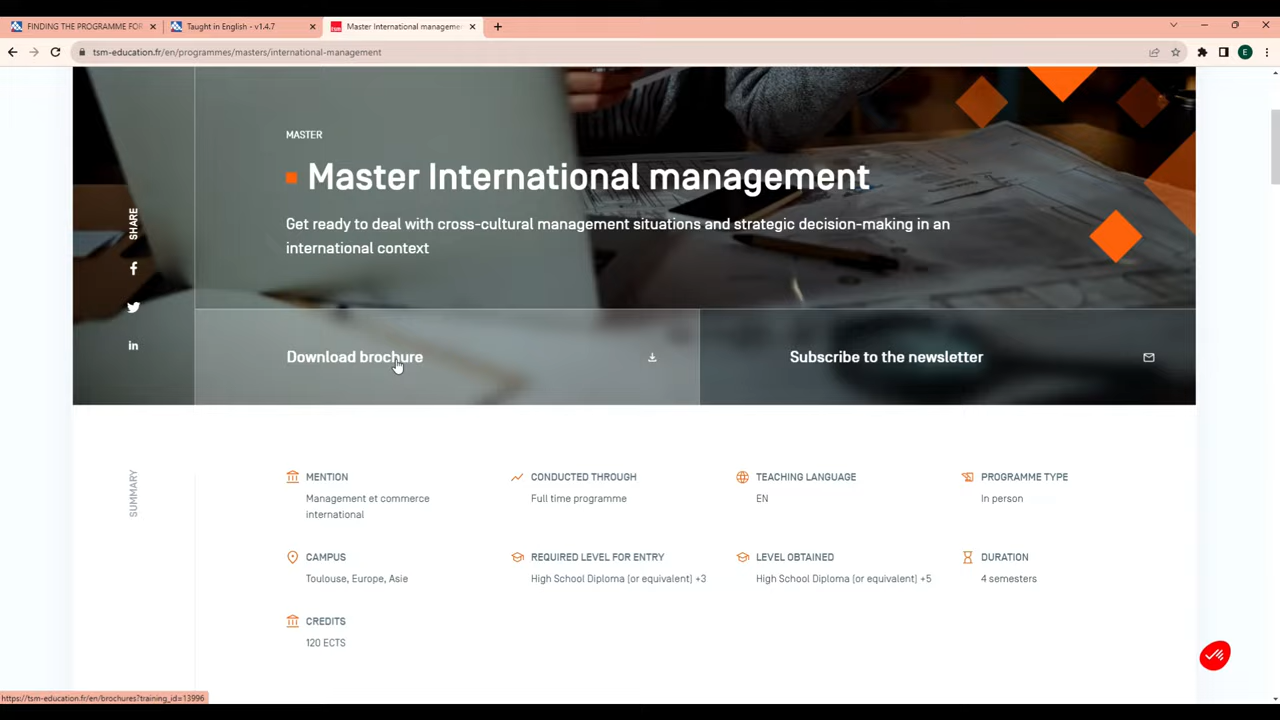 FINDING THE PROGRAMME FOR
Taught in English - v1.4.7
Master International manageme
tsm-education.fr/en/programmes/masters/international-management
E
MASTER
Master International management
Get ready to deal with cross-cultural management situations and strategic decision-making in an
international context
SHARE
Download brochure
Subscribe to the newsletter
SUMMARY
MENTION
Management et commerce
international
CONDUCTED THROUGH
Full time programme
TEACHING LANGUAGE
EN
PROGRAMME TYPE
In person
CAMPUS
Toulouse, Europe, Asie
REQUIRED LEVEL FOR ENTRY
High School Diploma (or equivalent) +3
LEVEL OBTAINED
High School Diploma (or equivalent) +5
DURATION
4 semesters
CREDITS
120 ECTS
https://tsm-education.fr/en/brochures?training_id=13996